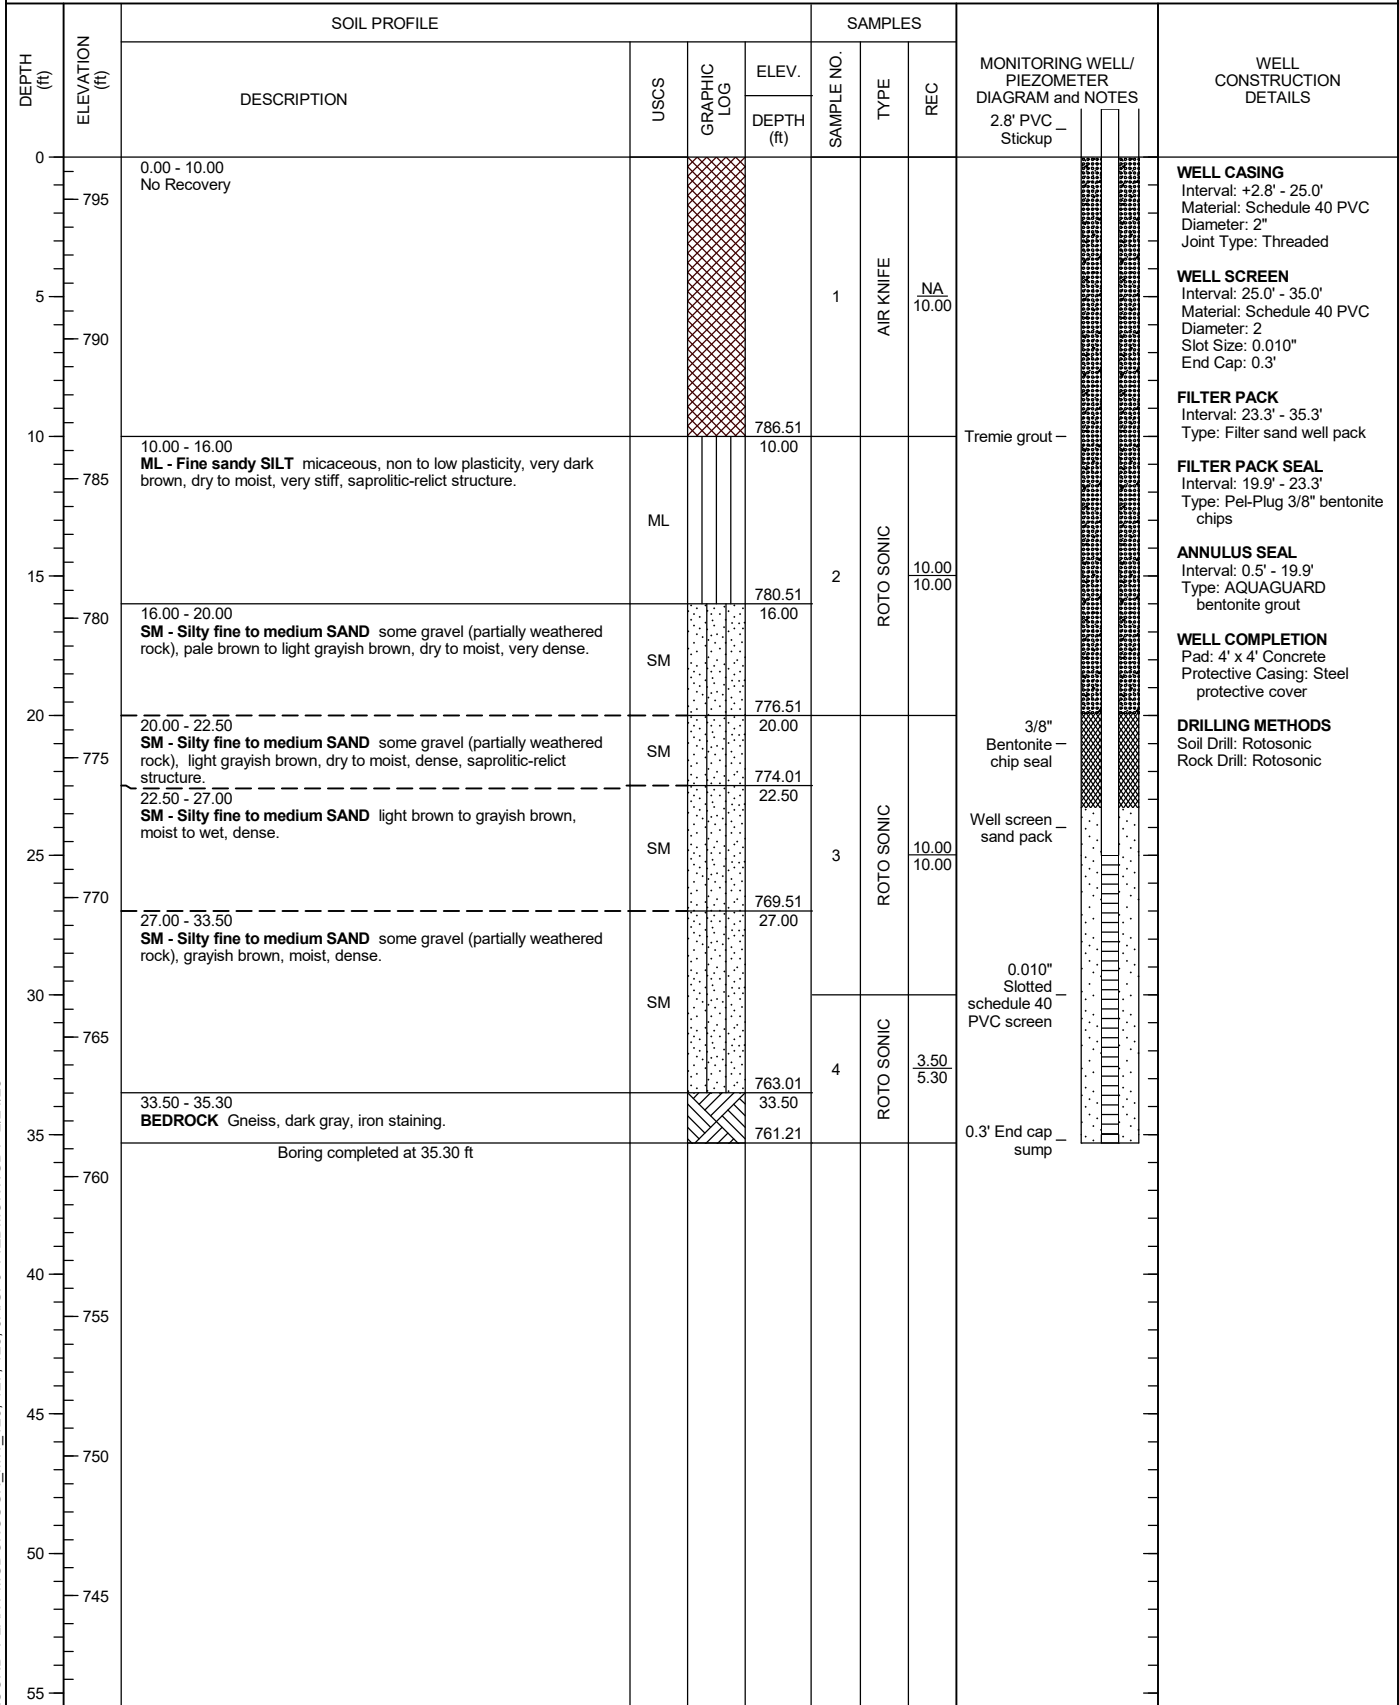 DEPTH (ft)
ELEVATION (ft)
SOIL PROFILE
DESCRIPTION
USCS
GRAPHIC LOG
ELEV.
DEPTH (ft)
SAMPLES
SAMPLE NO.
TYPE
REC
MONITORING WELL/
PIEZOMETER
DIAGRAM and NOTES
WELL
CONSTRUCTION
DETAILS
2.8' PVC
Stickup
0
5
10
15
20
25
30
35
40
45
50
55
795
790
785
780
775
770
765
760
755
750
745
0.00 - 10.00
No Recovery
786.51
10.00
10.00 - 16.00
ML - Fine sandy SILT micaceous, non to low plasticity, very dark
brown, dry to moist, very stiff, saprolitic-relict structure.
ML
780.51
16.00
16.00 - 20.00
SM - Silty fine to medium SAND some gravel (partially weathered
rock), pale brown to light grayish brown, dry to moist, very dense.
SM
776.51
20.00
20.00 - 22.50
SM - Silty fine to medium SAND some gravel (partially weathered
rock), light grayish brown, dry to moist, dense, saprolitic-relict
structure.
SM
774.01
22.50
22.50 - 27.00
SM - Silty fine to medium SAND light brown to grayish brown,
moist to wet, dense.
SM
769.51
27.00
27.00 - 33.50
SM - Silty fine to medium SAND some gravel (partially weathered
rock), grayish brown, moist, dense.
SM
763.01
33.50
33.50 - 35.30
BEDROCK Gneiss, dark gray, iron staining.
761.21
Boring completed at 35.30 ft
1
AIR KNIFE
NA
10.00
2
ROTO SONIC
10.00
10.00
3
ROTO SONIC
10.00
10.00
4
ROTO SONIC
3.50
5.30
Tremie grout
3/8"
Bentonite
chip seal
Well screen
sand pack
0.010"
Slotted
schedule 40
PVC screen
0.3' End cap
sump
WELL CASING
Interval: +2.8' - 25.0'
Material: Schedule 40 PVC
Diameter: 2"
Joint Type: Threaded
WELL SCREEN
Interval: 25.0' - 35.0'
Material: Schedule 40 PVC
Diameter: 2
Slot Size: 0.010"
End Cap: 0.3'
FILTER PACK
Interval: 23.3' - 35.3'
Type: Filter sand well pack
FILTER PACK SEAL
Interval: 19.9' - 23.3'
Type: Pel-Plug 3/8" bentonite
chips
ANNULUS SEAL
Interval: 0.5' - 19.9'
Type: AQUAGUARD
bentonite grout
WELL COMPLETION
Pad: 4' x 4' Concrete
Protective Casing: Steel
protective cover
DRILLING METHODS
Soil Drill: Rotosonic
Rock Drill: Rotosonic